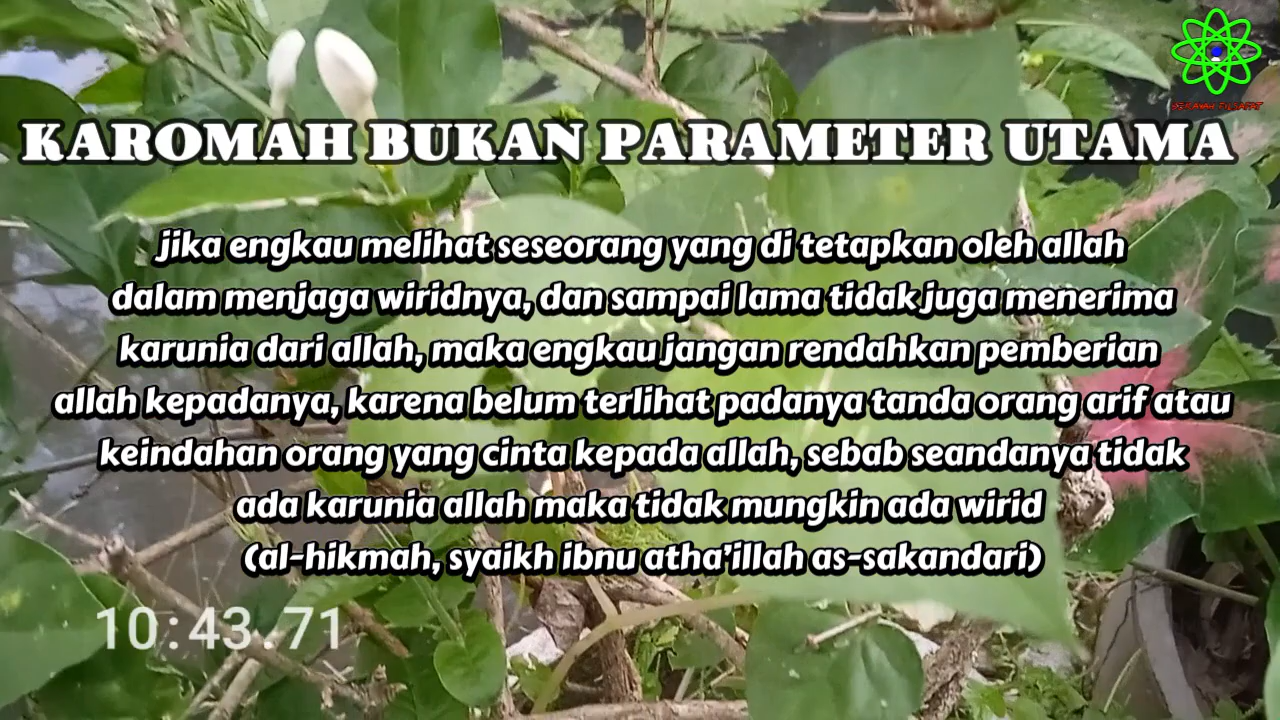 KAROMAH BUKAN PARAMETER UTAMA
jika engkau melihat seseorang yang di tetapkan oleh allah
dalam menjaga wiridnya, dan sampai lama tidak juga menerima
karunia dari allah, maka engkau jangan rendahkan pemberian
allah kepadanya, karena belum terlihat padanya tanda orang arif atau
keindahan orang yang cinta kepada allah, sebab seandanya tidak
ada karunia allah maka tidak mungkin ada wirid
(al-hikmah, syaikh ibnu atha'illah as-sakandari)
10:43.71